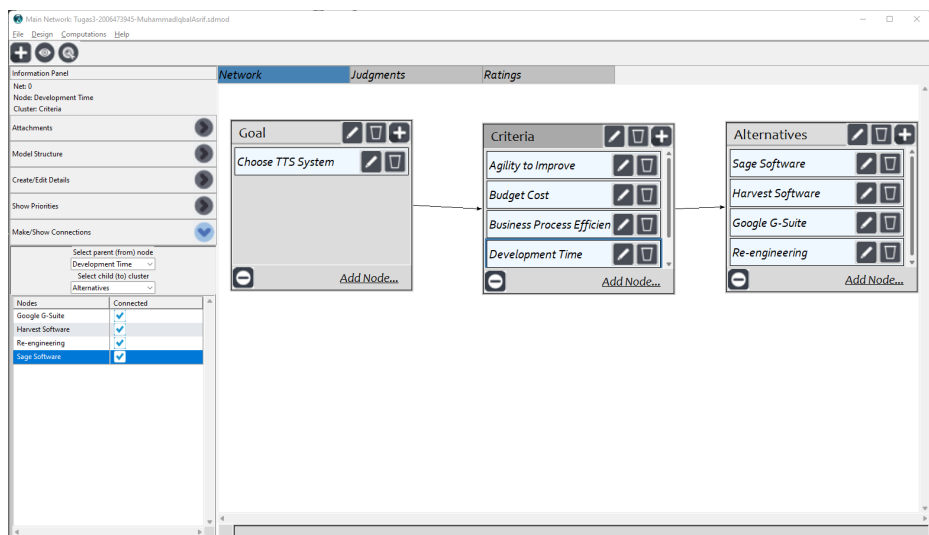 Main Network: Tugas3-2006473945-MuhammadIqbalAsrif.sdmod
File Design Computations Help
Information Panel
Net: 0
Node: Development Time
Cluster: Criteria
Attachments
Model Structure
Create/Edit Details
Show Priorities
Make/Show Connections
Select parent (from) node
Development Time
Select child (to) cluster
Alternatives
Nodes Connected
Google G-Suite
Harvest Software
Re-engineering
Sage Software
Network Judgments Ratings
Goal
Choose TTS System
Add Node...
Criteria
Agility to Improve
Budget Cost
Business Process Efficien
Development Time
Add Node...
Alternatives
Sage Software
Harvest Software
Google G-Suite
Re-engineering
Add Node...